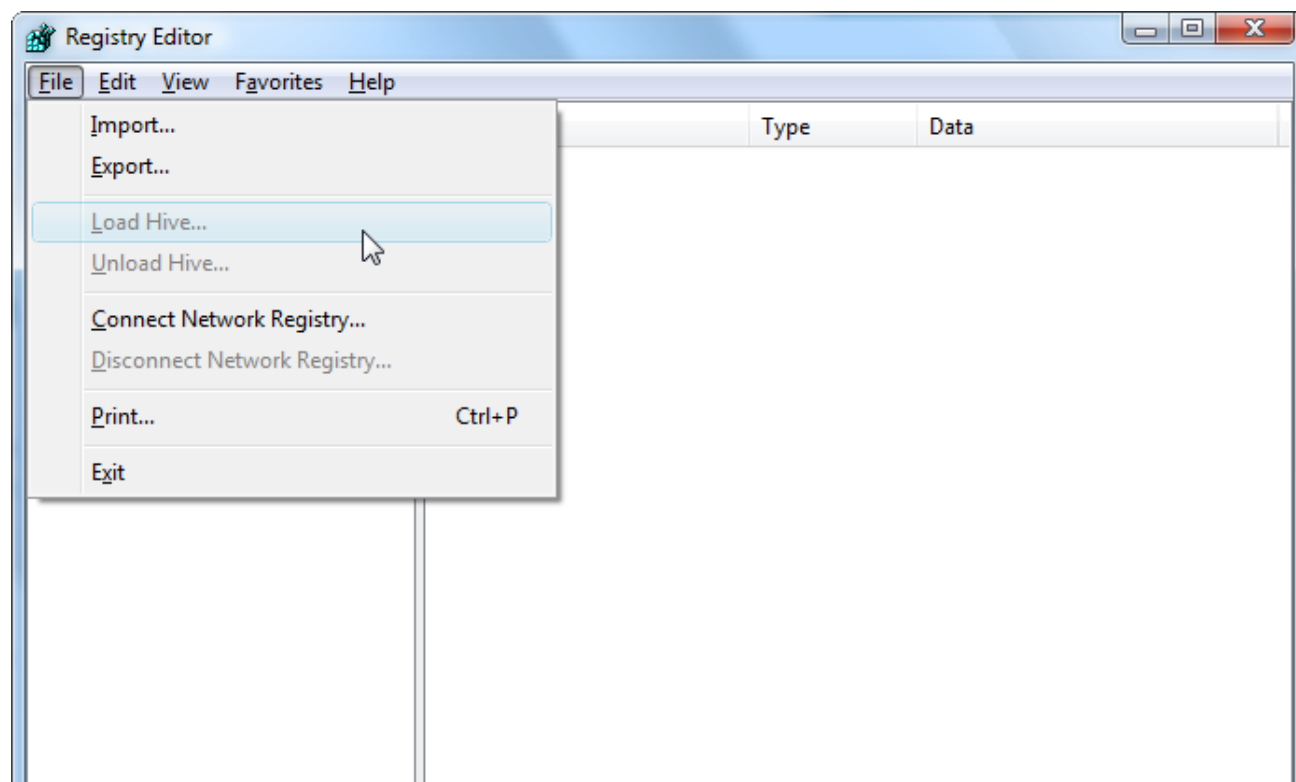 Registry Editor
File Edit View Favorites Help
Type Data
Import...
Export...
Load Hive...
Unload Hive...
Connect Network Registry...
Disconnect Network Registry...
Print... Ctrl+P
Exit